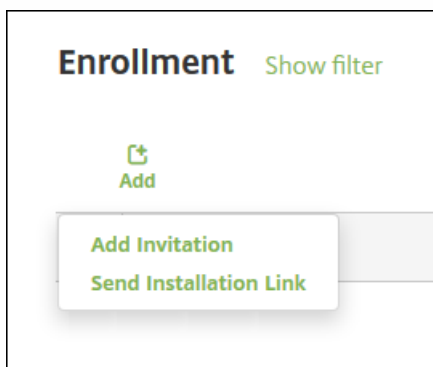 Enrollment Show filter
Add
Add Invitation
Send Installation Link